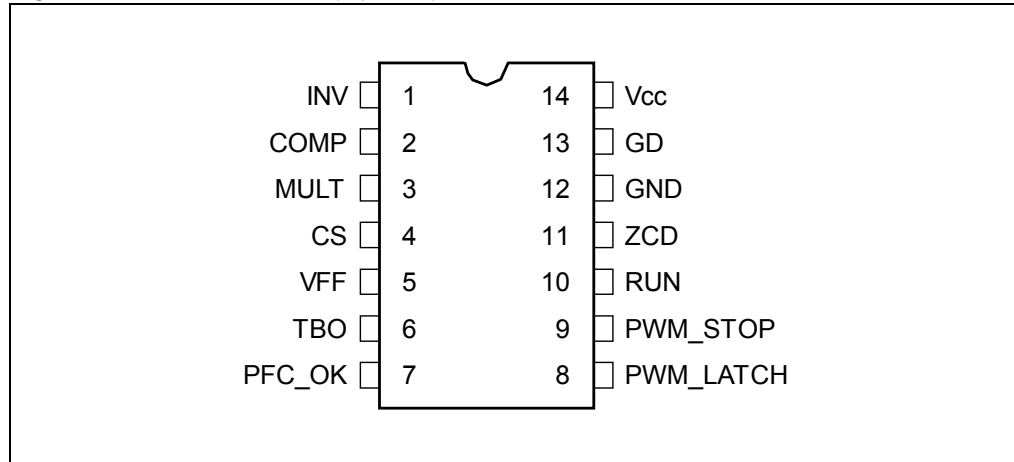 INV 1 14 Vcc
COMP 2 13 GD
MULT 3 12 GND
CS 4 11 ZCD
VFF 5 10 RUN
TBO 6 9 PWM_STOP
PFC_OK 7 8 PWM_LATCH